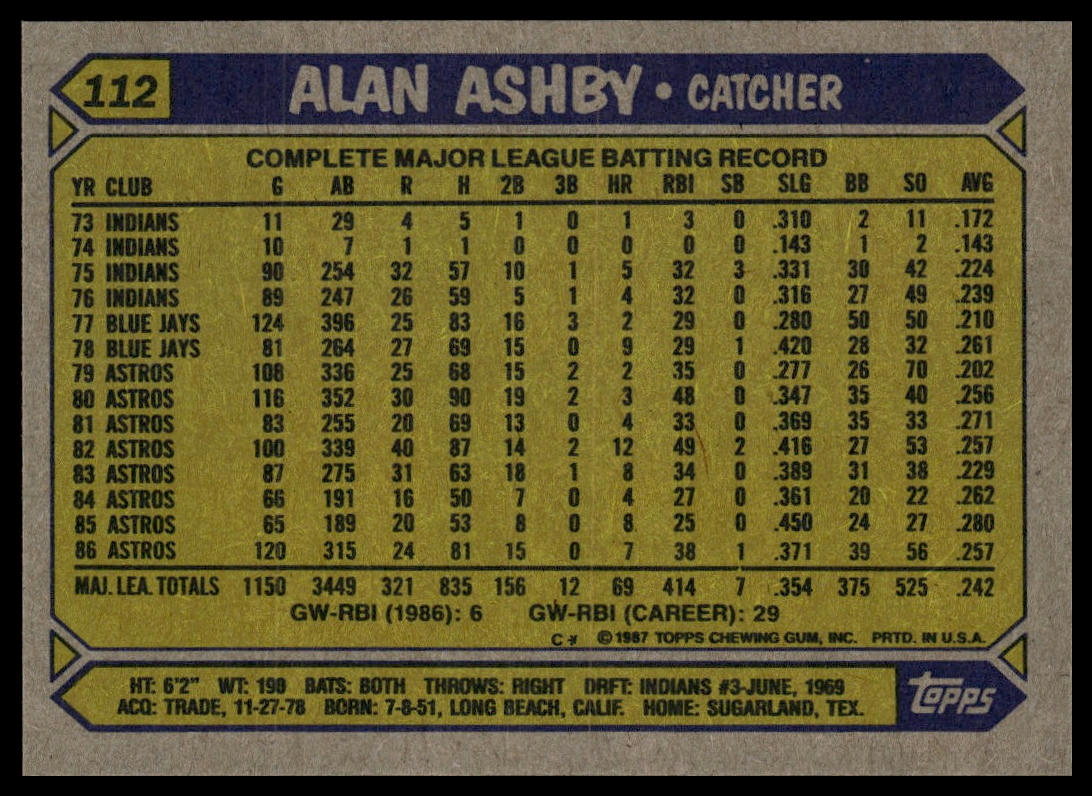 112 ALAN ASHBY • CATCHER
COMPLETE MAJOR LEAGUE BATTING RECORD
YR CLUB G AB R H 2B 3B HR RBI SB SLG BB SO AVG
73 INDIANS 11 29 4 5 1 0 1 3 0 .310 2 11 .172
74 INDIANS 10 7 1 1 0 0 0 0 0 .143 1 2 .143
75 INDIANS 90 254 32 57 10 1 5 32 3 .331 30 42 .224
76 INDIANS 89 247 26 59 5 1 4 32 0 .316 27 49 .239
77 BLUE JAYS 124 396 25 83 16 3 2 29 0 .280 50 50 .210
78 BLUE JAYS 81 264 27 69 15 0 9 29 1 .420 28 32 .261
79 ASTROS 108 336 25 68 15 2 2 35 0 .277 26 70 .202
80 ASTROS 116 352 30 90 19 2 3 48 0 .347 35 40 .256
81 ASTROS 83 255 20 69 13 0 4 33 0 .369 35 33 .271
82 ASTROS 100 339 40 87 14 2 12 49 2 .416 27 53 .257
83 ASTROS 87 275 31 63 18 1 8 34 0 .389 31 38 .229
84 ASTROS 66 191 16 50 7 0 4 27 0 .361 20 22 .262
85 ASTROS 65 189 20 53 8 0 8 25 0 .450 24 27 .280
86 ASTROS 120 315 24 81 15 0 7 38 1 .371 39 56 .257
MAJ. LEA. TOTALS 1150 3449 321 835 156 12 69 414 7 .354 375 525 .242
GW-RBI (1986): 6 GW-RBI (CAREER): 29
C* © 1987 TOPPS CHEWING GUM, INC. PRTD. IN U.S.A.
HT: 6'2" WT: 190 BATS: BOTH THROWS: RIGHT DRFT: INDIANS #3-JUNE, 1969
ACQ: TRADE, 11-27-78 BORN: 7-8-51, LONG BEACH, CALIF. HOME: SUGARLAND, TEX.
topps